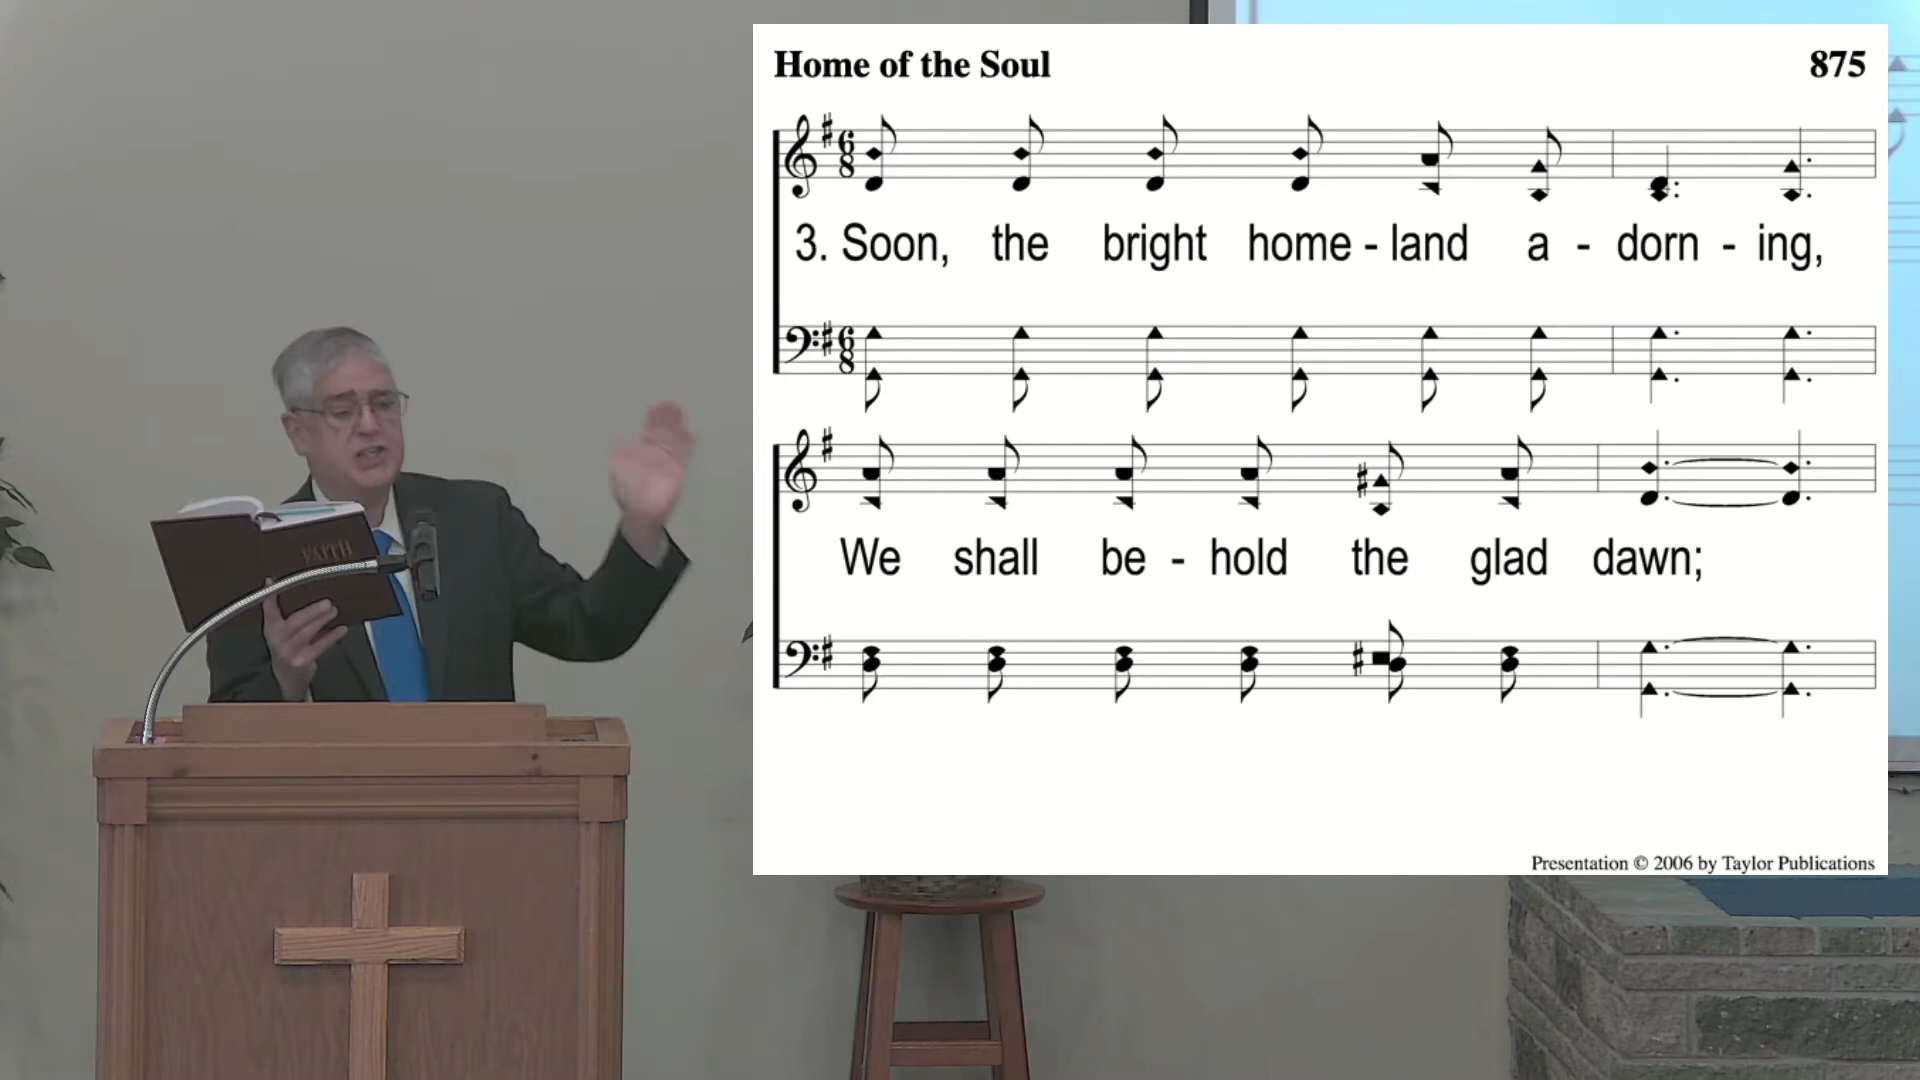 Home of the Soul 875
3. Soon, the bright home - land a - dorn - ing,
We shall be - hold the glad dawn;
Presentation © 2006 by Taylor Publications
FAITH